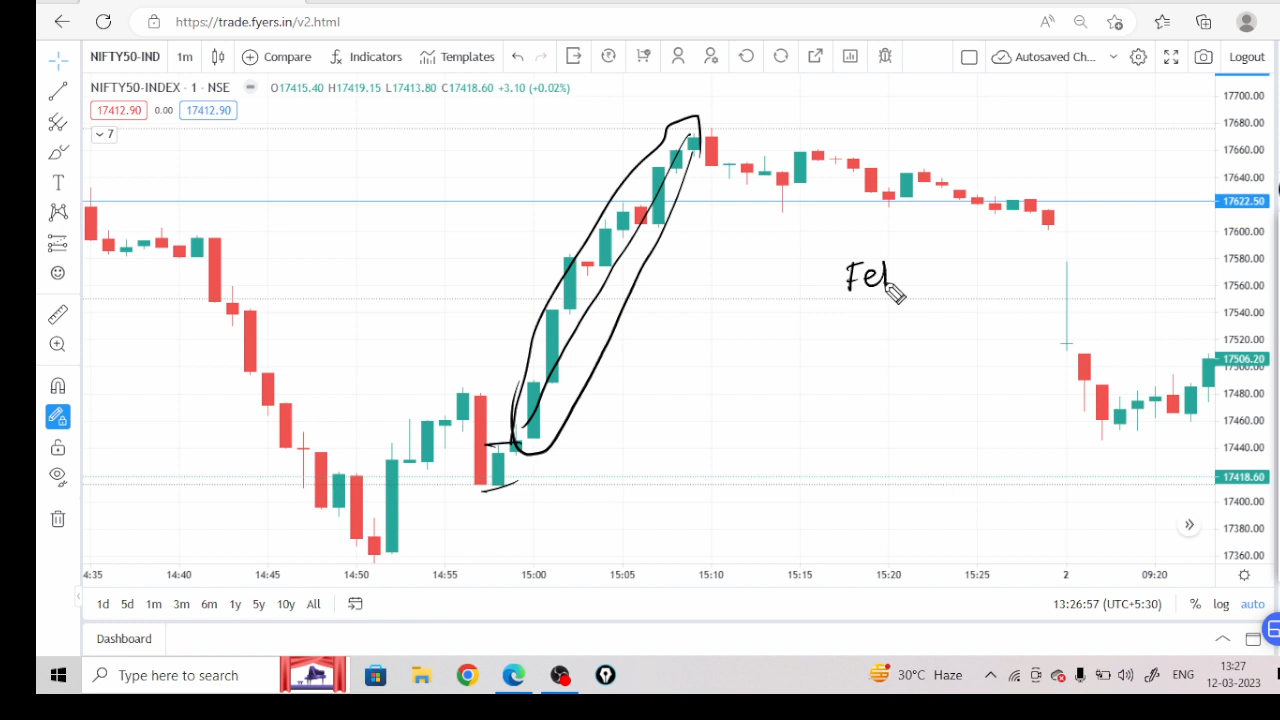 https://trade.fyers.in/v2.html
NIFTY50-IND 1m Compare Indicators Templates Autosaved Ch... Logout
NIFTY50-INDEX · 1 · NSE O17415.40 H17419.15 L17413.80 C17418.60 +3.10 (+0.02%)
17412.90 0.00 17412.90
7
17700.00
17680.00
17660.00
17640.00
17622.50
17600.00
17580.00
17560.00
17540.00
17520.00
17506.20
17500.00
17480.00
17460.00
17440.00
17418.60
17400.00
17380.00
17360.00
Fel
4:35 14:40 14:45 14:50 14:55 15:00 15:05 15:10 15:15 15:20 15:25 2 09:20
1d 5d 1m 3m 6m 1y 5y 10y All 13:26:57 (UTC+5:30) % log auto
Dashboard
Type here to search 30°C Haze ENG 13:27
12-03-2023